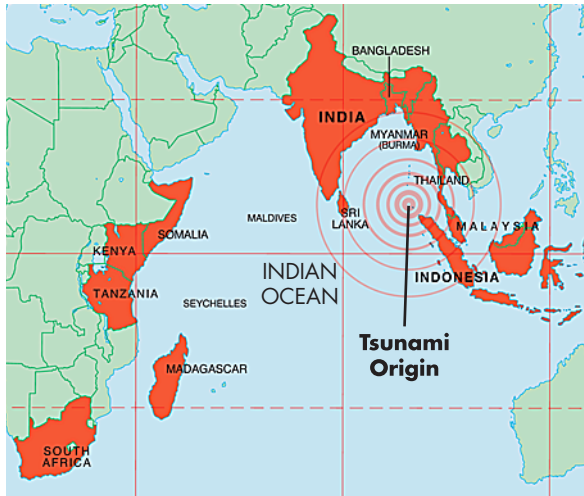 BANGLADESH
INDIA
MYANMAR
(BURMA)
THAILAND
SRI
LANKA
MALDIVES
MALAYSIA
SOMALIA
KENYA
INDIAN
OCEAN
INDONESIA
TANZANIA
SEYCHELLES
Tsunami
Origin
MADAGASCAR
SOUTH
AFRICA